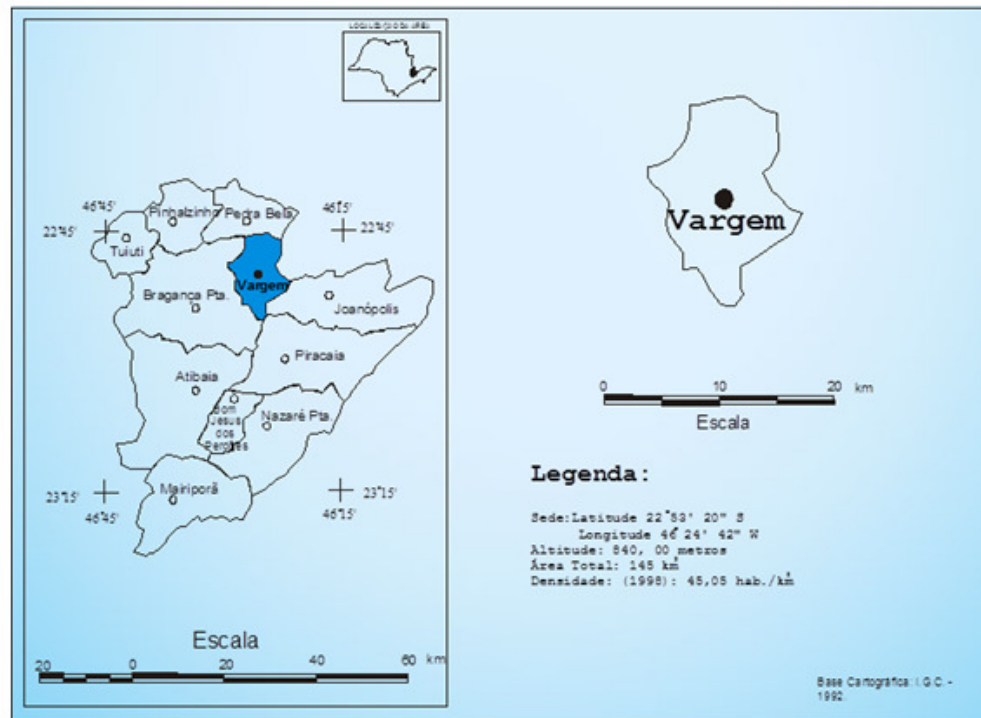 LOCALIZAÇÃO DA ÁREA
46°45'
22°45'
Pinhalzinho
Pedra Bela
46°15'
22°45'
Tuiuti
Vargem
Bragança Pta.
Joanópolis
Piracaia
Atibaia
Bom
Jesus
dos
Perdões
Nazaré Pta.
23°15'
46°45'
Mairiporã
23°15'
46°15'
Escala
20 0 20 40 60 km
Vargem
0 10 20 km
Escala
Legenda:
Sede:Latitude 22°53' 20" S
Longitude 46° 24' 42" W
Altitude: 840, 00 metros
Área Total: 145 km²
Densidade: (1998): 45,05 hab./km²
Base Cartográfica: I.G.C. -
1992.